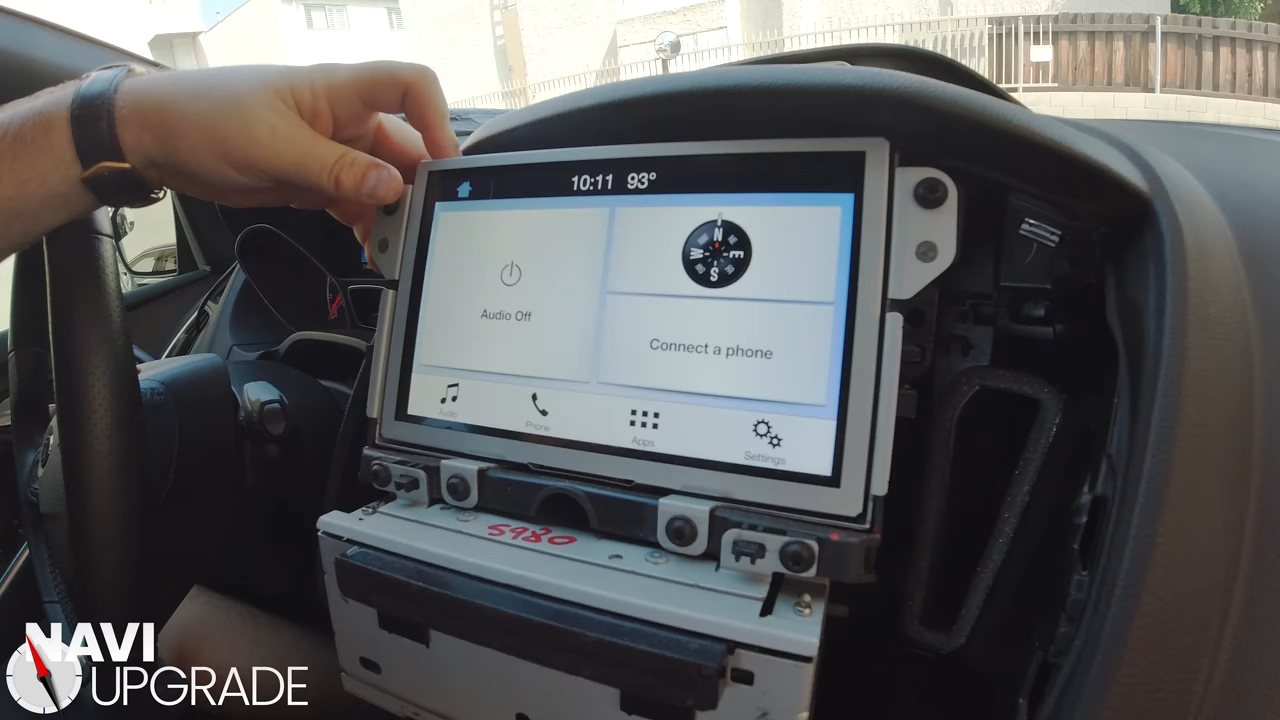 10:11 93°
N
W E
S
Audio Off
Connect a phone
Audio
Phone
Apps
Settings
5980
NAVI
UPGRADE